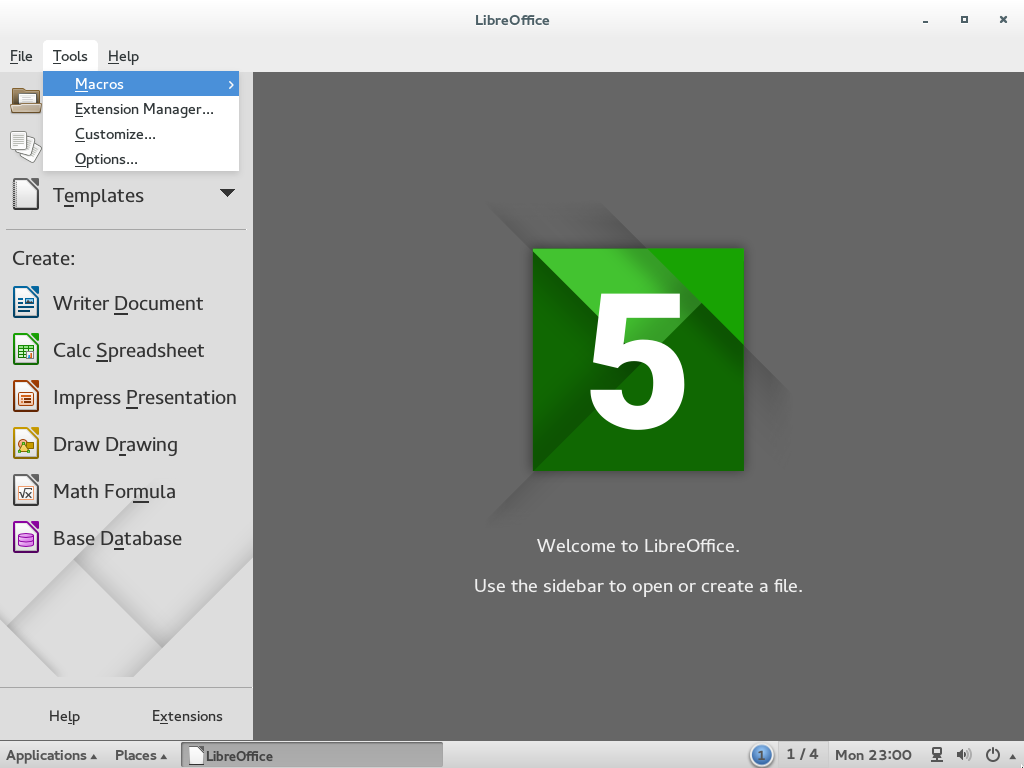 LibreOffice
File Tools Help
Macros
Extension Manager...
Customize...
Options...
Templates
Create:
Writer Document
Calc Spreadsheet
Impress Presentation
Draw Drawing
Math Formula
Base Database
5
Welcome to LibreOffice.
Use the sidebar to open or create a file.
Help Extensions
Applications Places LibreOffice 1 1 / 4 Mon 23:00